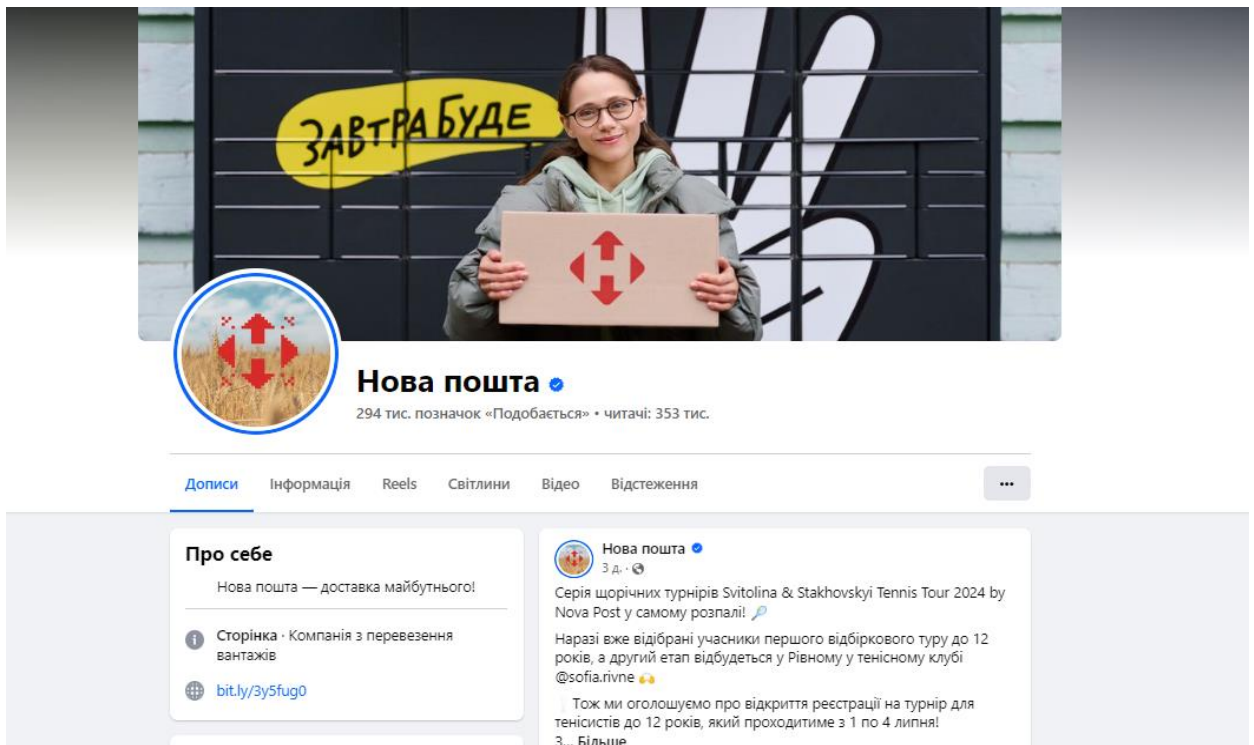 ЗАВТРА БУДЕ
Нова пошта
294 тис. позначок «Подобається» • читачі: 353 тис.
Дописи Інформація Reels Світлини Відео Відстеження
Про себе
Нова пошта — доставка майбутнього!
Сторінка · Компанія з перевезення
вантажів
bit.ly/3y5fug0
Нова пошта
3 д. ·
Серія щорічних турнірів Svitolina & Stakhovskyi Tennis Tour 2024 by
Nova Post у самому розпалі! 🎾
Наразі вже відібрані учасники першого відбіркового туру до 12
років, а другий етап відбудеться у Рівному у тенісному клубі
@sofia.rivne 🙌
Тож ми оголошуємо про відкриття реєстрації на турнір для
тенісистів до 12 років, який проходитиме з 1 по 4 липня!
З... Більше